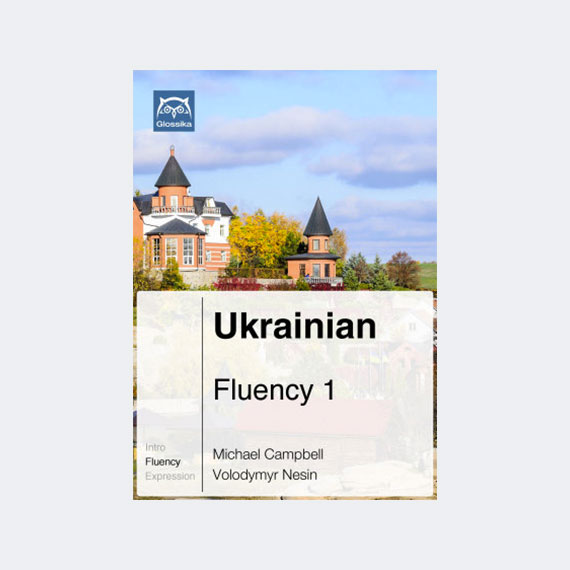 Glossika
Ukrainian
Fluency 1
Intro
Fluency
Expression
Michael Campbell
Volodymyr Nesin